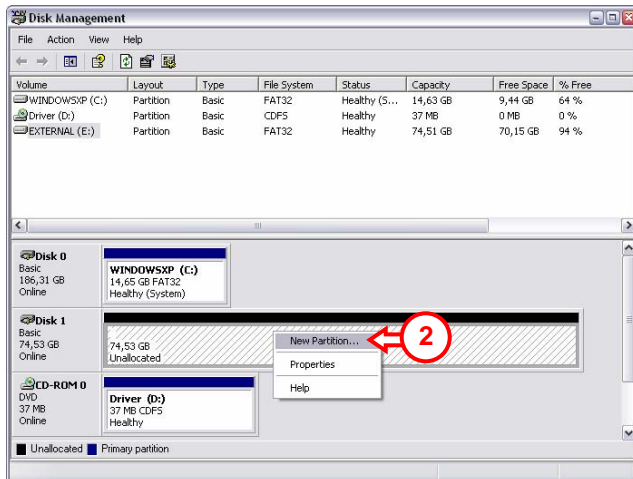 Disk Management
File Action View Help
Volume Layout Type File System Status Capacity Free Space % Free
WINDOWSXP (C:) Partition Basic FAT32 Healthy (S... 14,63 GB 9,44 GB 64 %
Driver (D:) Partition Basic CDFS Healthy 37 MB 0 MB 0 %
EXTERNAL (E:) Partition Basic FAT32 Healthy 74,51 GB 70,15 GB 94 %
Disk 0
Basic
186,31 GB
Online
WINDOWSXP (C:)
14,65 GB FAT32
Healthy (System)
Disk 1
Basic
74,53 GB
Online
74,53 GB
Unallocated
New Partition...
Properties
Help
2
CD-ROM 0
DVD
37 MB
Online
Driver (D:)
37 MB CDFS
Healthy
Unallocated Primary partition